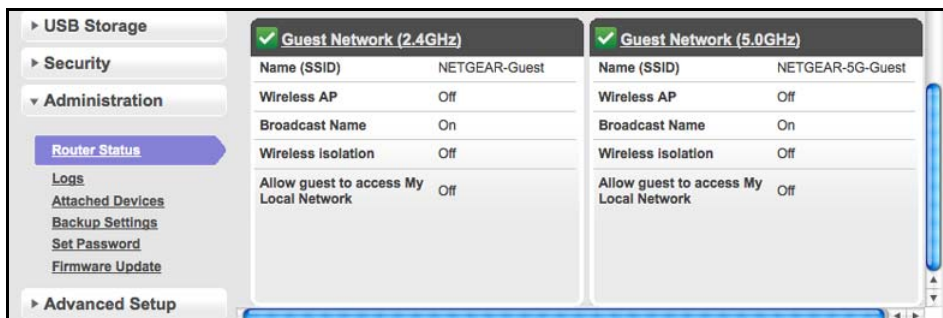 USB Storage
Security
Administration
Router Status
Logs
Attached Devices
Backup Settings
Set Password
Firmware Update
Advanced Setup
Guest Network (2.4GHz)
Name (SSID) NETGEAR-Guest
Wireless AP Off
Broadcast Name On
Wireless isolation Off
Allow guest to access My
Local Network Off
Guest Network (5.0GHz)
Name (SSID) NETGEAR-5G-Guest
Wireless AP Off
Broadcast Name On
Wireless isolation Off
Allow guest to access My
Local Network Off